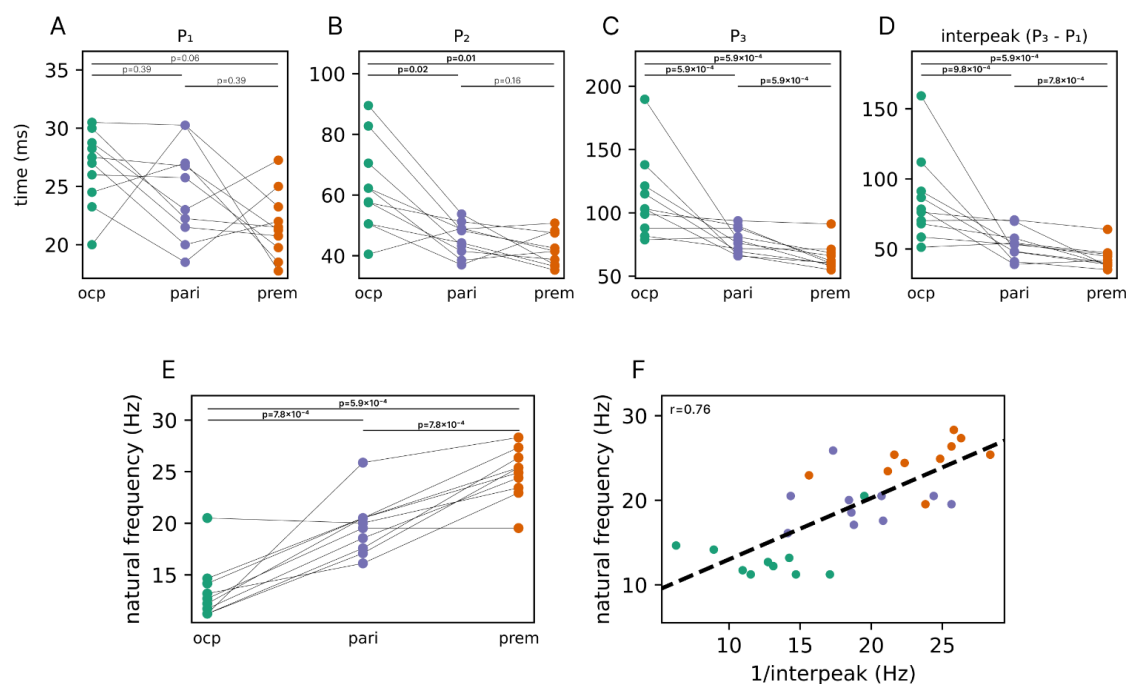 A
P₁
p=0.06
p=0.39
p=0.39
35
30
25
20
time (ms)
ocp
pari
prem
B
P₂
p=0.01
p=0.02
p=0.16
100
80
60
40
ocp
pari
prem
C
P₃
p=5.9×10⁻⁴
p=5.9×10⁻⁴
p=5.9×10⁻⁴
200
150
100
50
ocp
pari
prem
D
interpeak (P₃ - P₁)
p=5.9×10⁻⁴
p=9.8×10⁻⁴
p=7.8×10⁻⁴
150
100
50
ocp
pari
prem
E
p=5.9×10⁻⁴
p=7.8×10⁻⁴
p=7.8×10⁻⁴
30
25
20
15
natural frequency (Hz)
ocp
pari
prem
F
r=0.76
30
20
10
natural frequency (Hz)
10
15
20
25
1/interpeak (Hz)